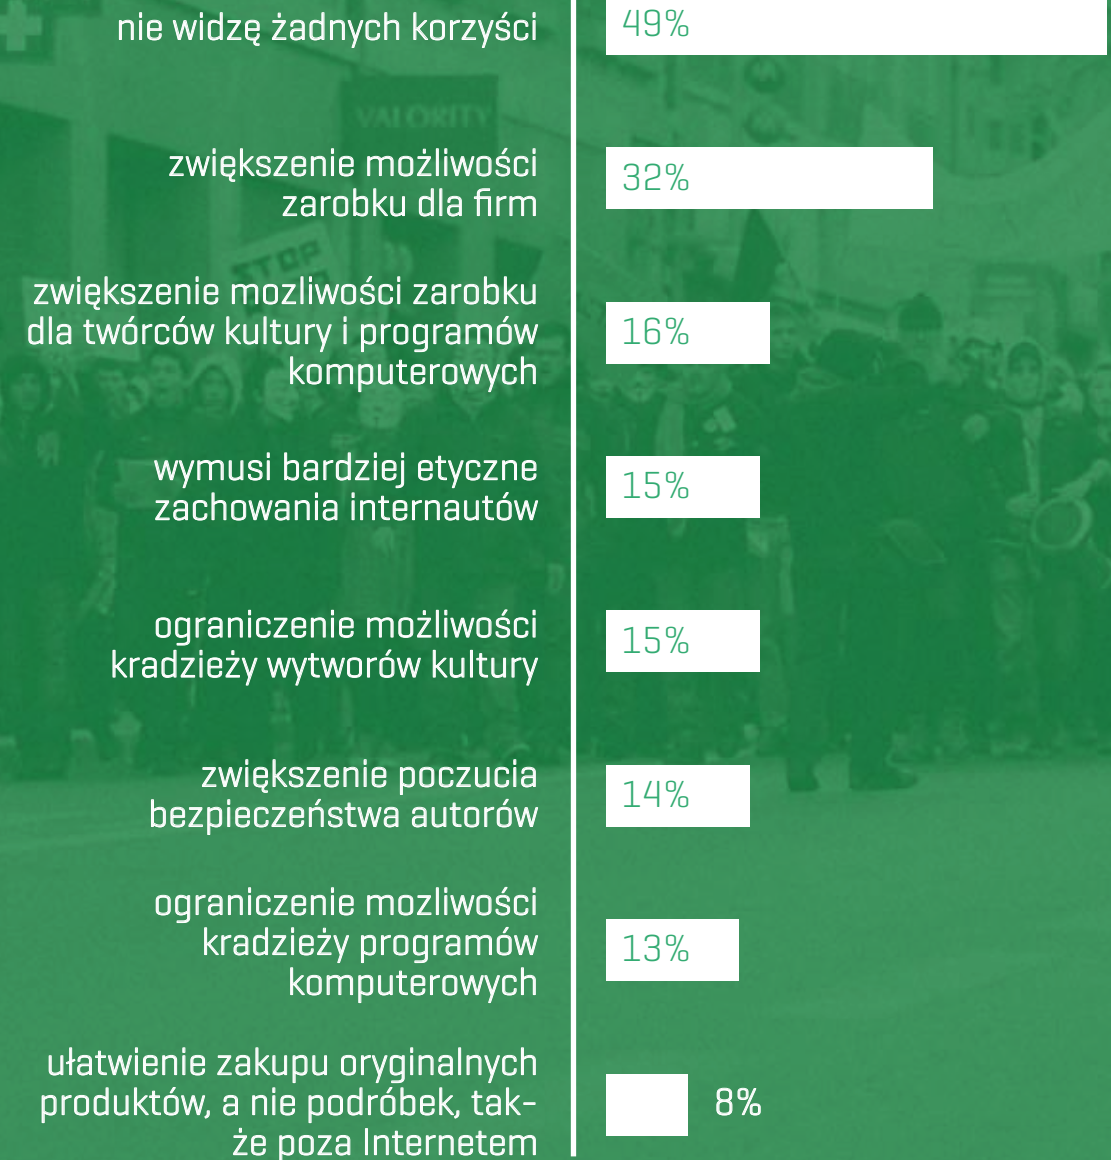 nie widzę żadnych korzyści
49%
VALORITY
zwiększenie możliwości
zarobku dla firm
32%
STOP
zwiększenie mozliwości zarobku
dla twórców kultury i programów
komputerowych
16%
wymusi bardziej etyczne
zachowania internautów
15%
ograniczenie możliwości
kradzieży wytworów kultury
15%
zwiększenie poczucia
bezpieczeństwa autorów
14%
ograniczenie mozliwości
kradzieży programów
komputerowych
13%
ułatwienie zakupu oryginalnych
produktów, a nie podróbek, tak-
że poza Internetem
8%